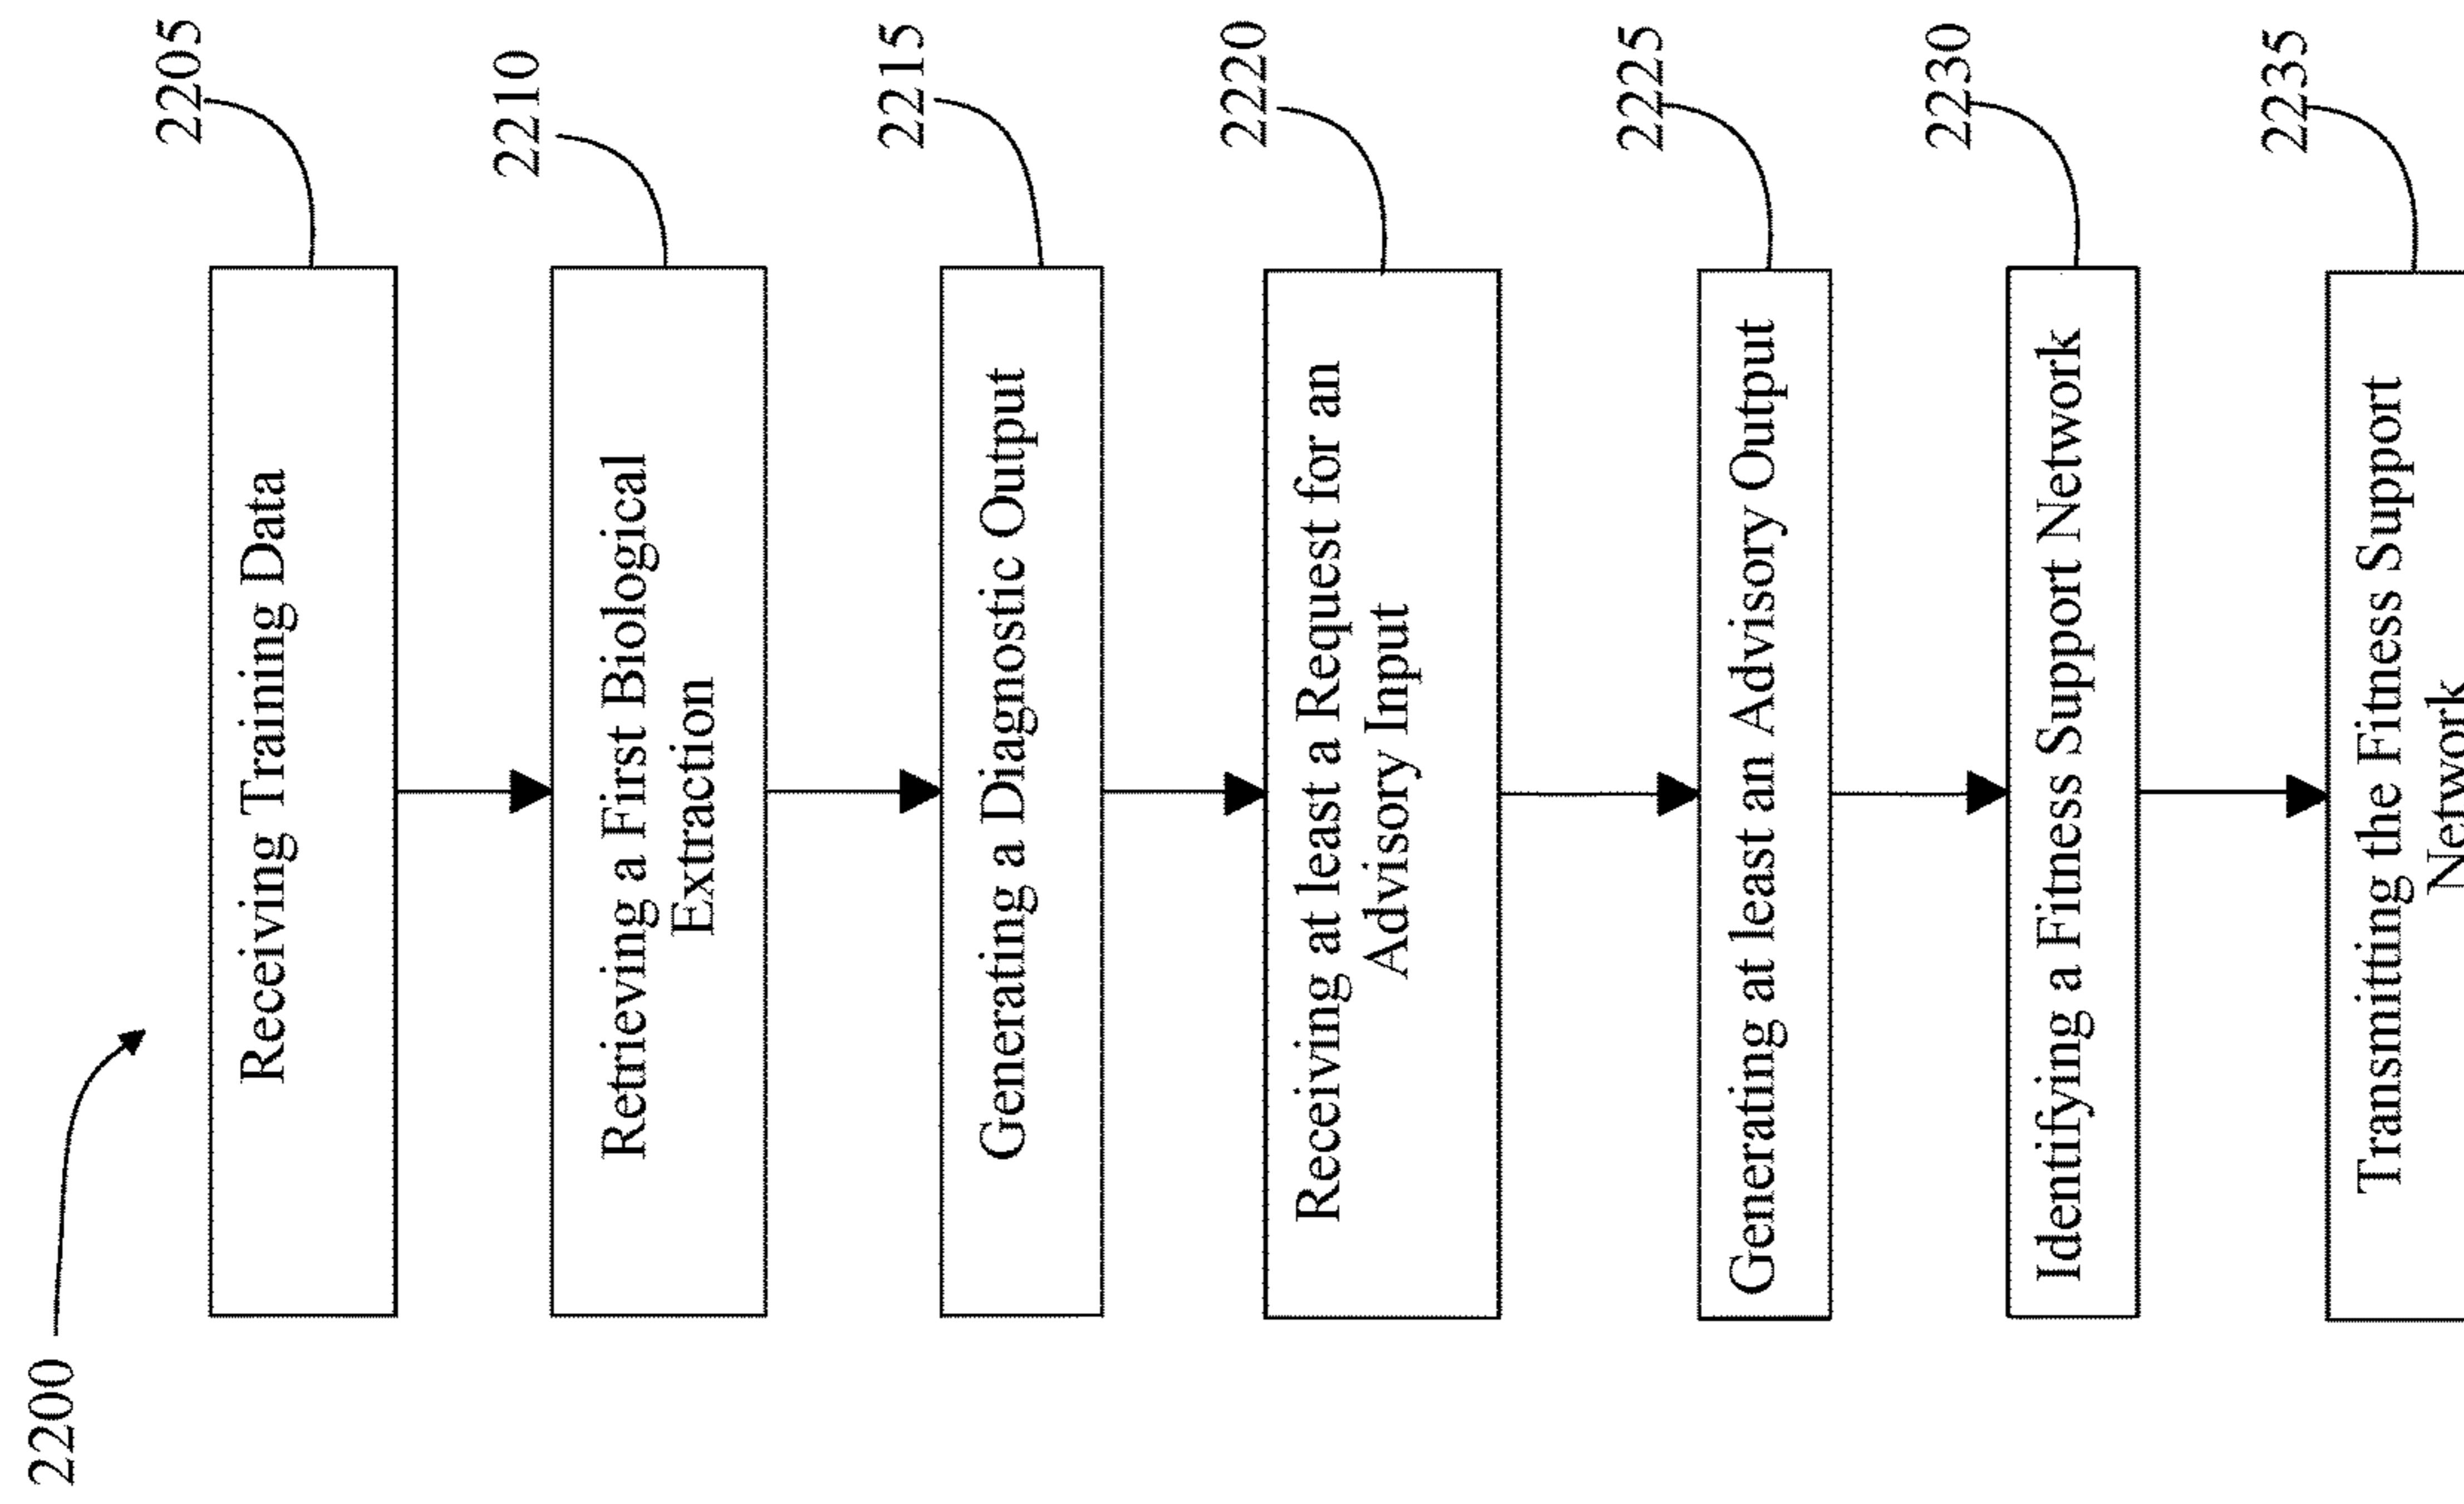 2200
2205
Receiving Training Data
2210
Retrieving a First Biological
Extraction
2215
Generating a Diagnostic Output
2220
Receiving at least a Request for an
Advisory Input
2225
Generating at least an Advisory Output
2230
Identifying a Fitness Support Network
2235
Transmitting the Fitness Support
Network